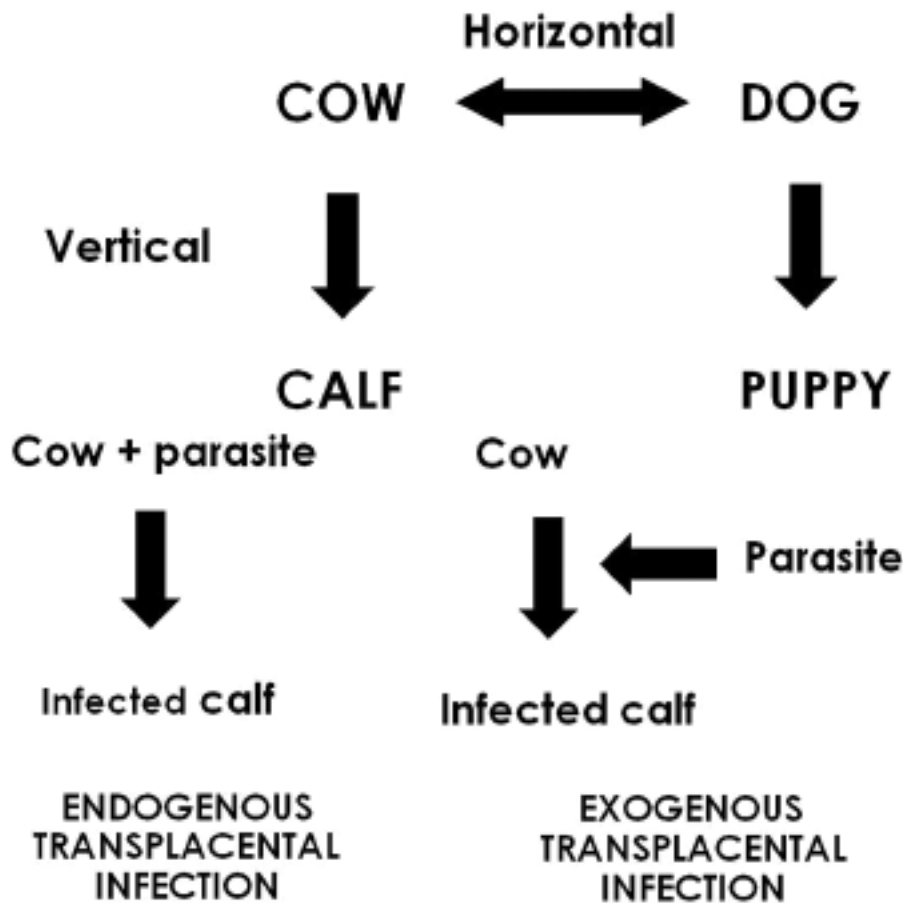 Horizontal
COW
DOG
Vertical
CALF
PUPPY
Cow + parasite
Cow
Parasite
Infected calf
Infected calf
ENDOGENOUS
TRANSPLACENTAL
INFECTION
EXOGENOUS
TRANSPLACENTAL
INFECTION